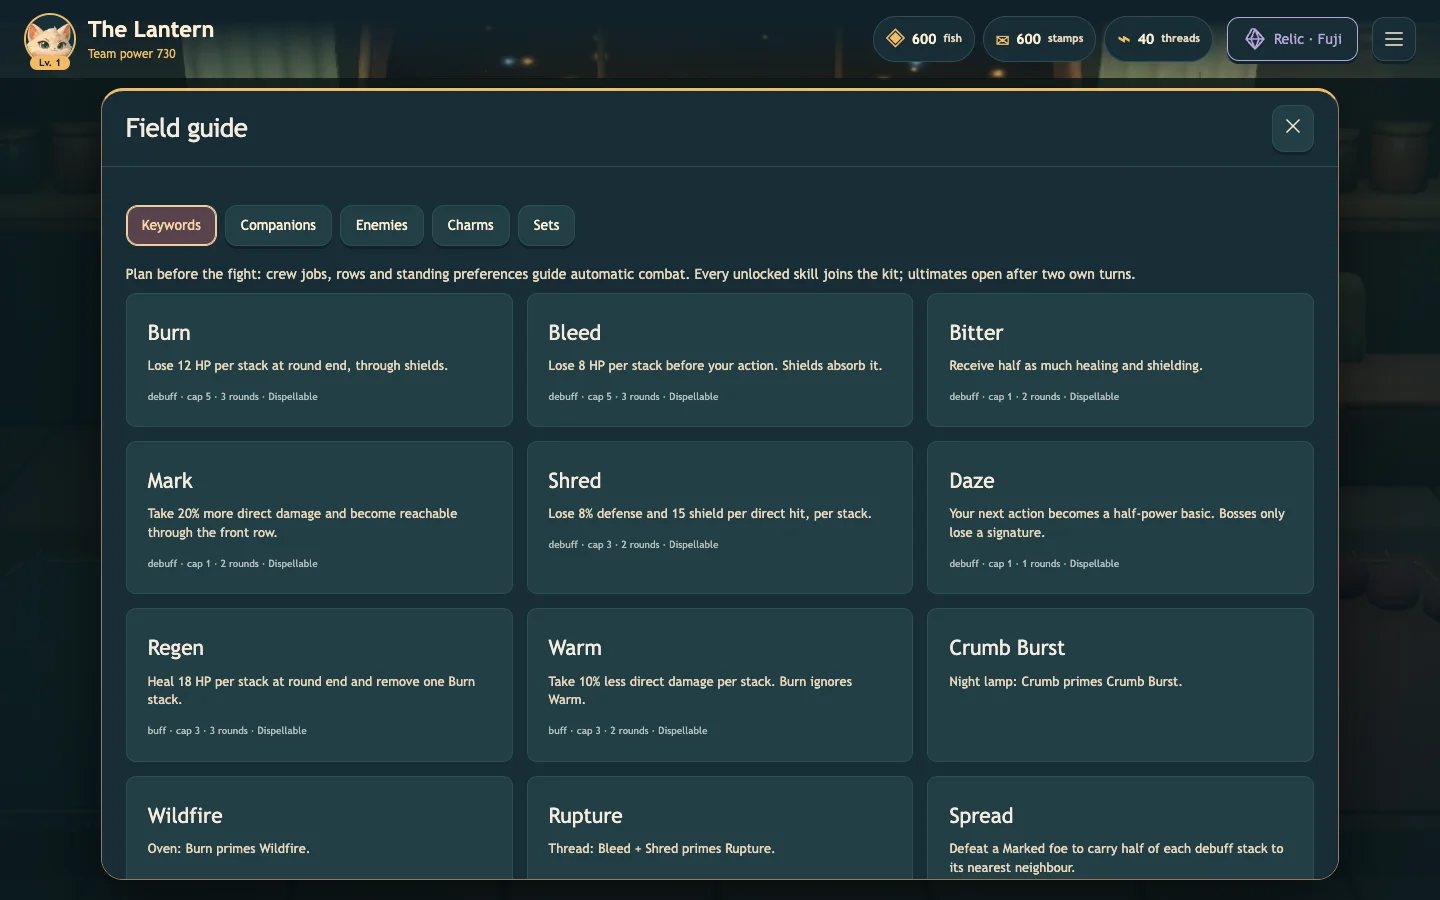 The Lantern
Team power 730
Lv. 1
600 fish
600 stamps
40 threads
Relic · Fuji
Field guide
Keywords
Companions
Enemies
Charms
Sets
Plan before the fight: crew jobs, rows and standing preferences guide automatic combat. Every unlocked skill joins the kit; ultimates open after two own turns.
Burn
Lose 12 HP per stack at round end, through shields.
debuff · cap 5 · 3 rounds · Dispellable
Bleed
Lose 8 HP per stack before your action. Shields absorb it.
debuff · cap 5 · 3 rounds · Dispellable
Bitter
Receive half as much healing and shielding.
debuff · cap 1 · 2 rounds · Dispellable
Mark
Take 20% more direct damage and become reachable
through the front row.
debuff · cap 1 · 2 rounds · Dispellable
Shred
Lose 8% defense and 15 shield per direct hit, per stack.
debuff · cap 3 · 2 rounds · Dispellable
Daze
Your next action becomes a half-power basic. Bosses only
lose a signature.
debuff · cap 1 · 1 rounds · Dispellable
Regen
Heal 18 HP per stack at round end and remove one Burn
stack.
buff · cap 3 · 3 rounds · Dispellable
Warm
Take 10% less direct damage per stack. Burn ignores
Warm.
buff · cap 3 · 2 rounds · Dispellable
Crumb Burst
Night lamp: Crumb primes Crumb Burst.
Wildfire
Oven: Burn primes Wildfire.
Rupture
Thread: Bleed + Shred primes Rupture.
Spread
Defeat a Marked foe to carry half of each debuff stack to
its nearest neighbour.